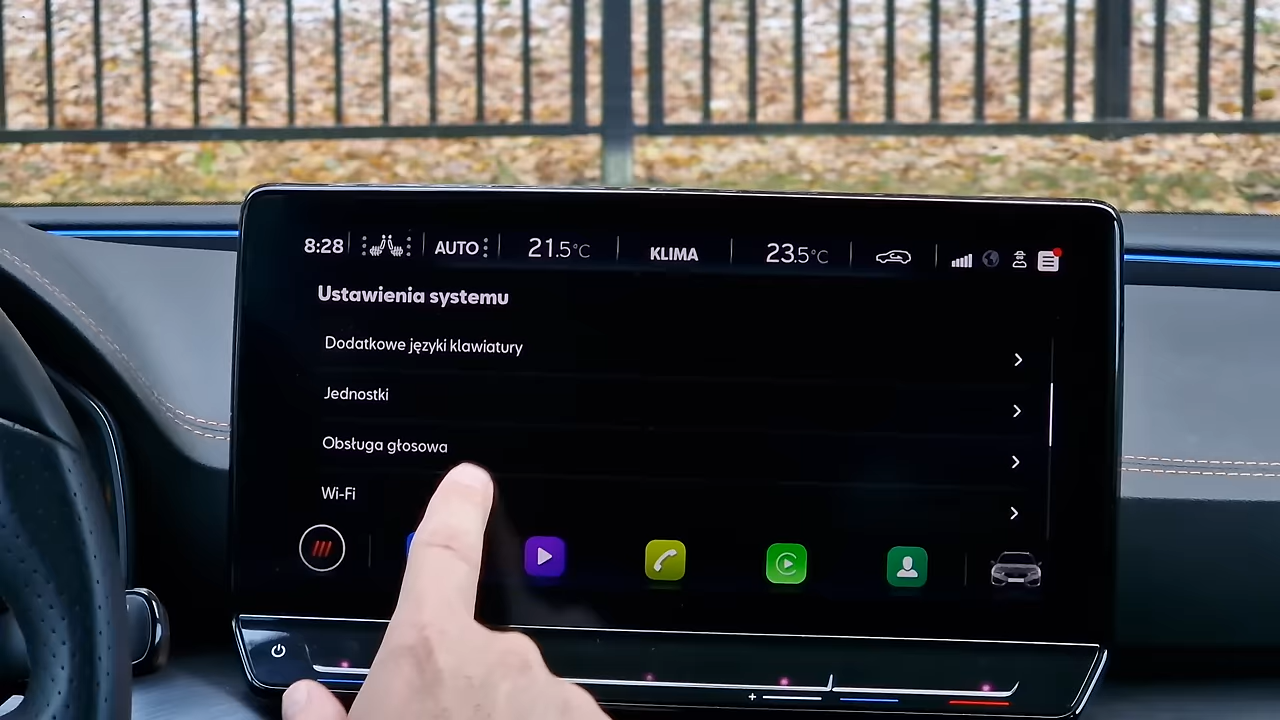 8:28 AUTO 21.5°C KLIMA 23.5°C
Ustawienia systemu
Dodatkowe języki klawiatury
Jednostki
Obsługa głosowa
Wi-Fi